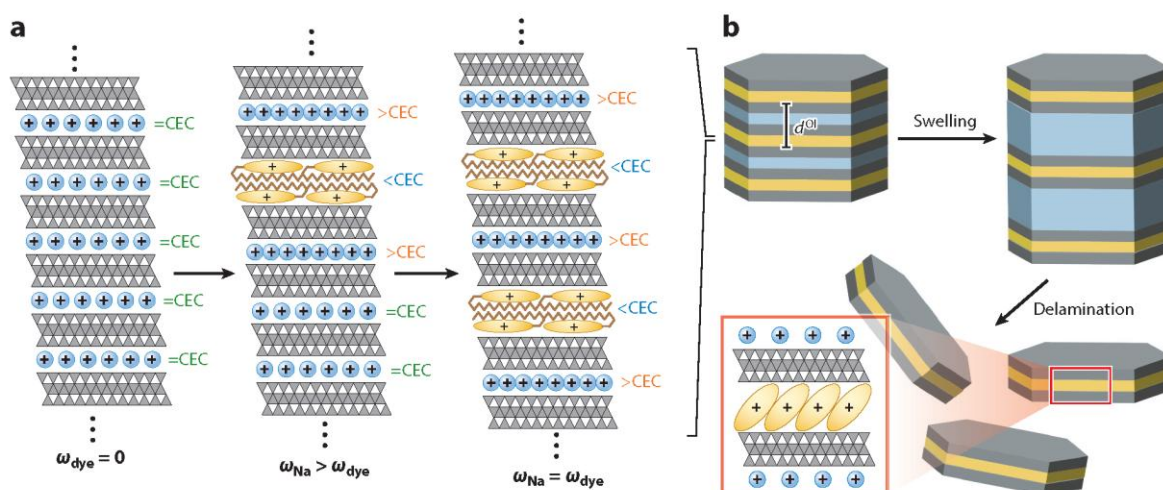 a
=CEC
=CEC
=CEC
=CEC
=CEC
ω_dye = 0
>CEC
<CEC
>CEC
=CEC
=CEC
ω_Na > ω_dye
>CEC
<CEC
>CEC
<CEC
>CEC
ω_Na = ω_dye
b
d^OI
Swelling
Delamination